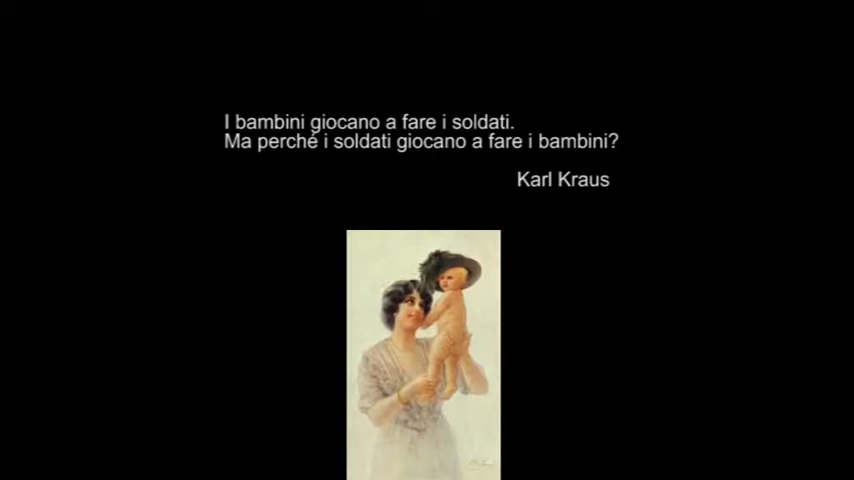 I bambini giocano a fare i soldati.
Ma perché i soldati giocano a fare i bambini?
Karl Kraus